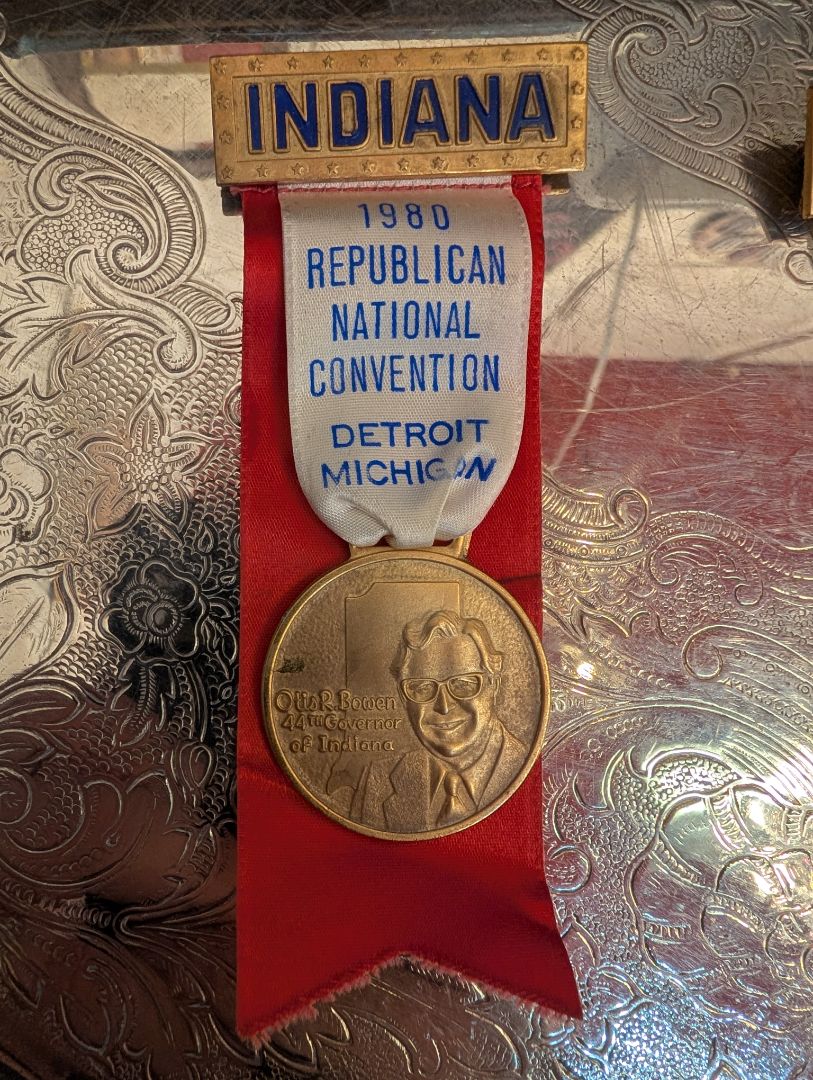 INDIANA
1980
REPUBLICAN
NATIONAL
CONVENTION
DETROIT
MICHIGAN
Otis R. Bowen
44TH Governor
of Indiana